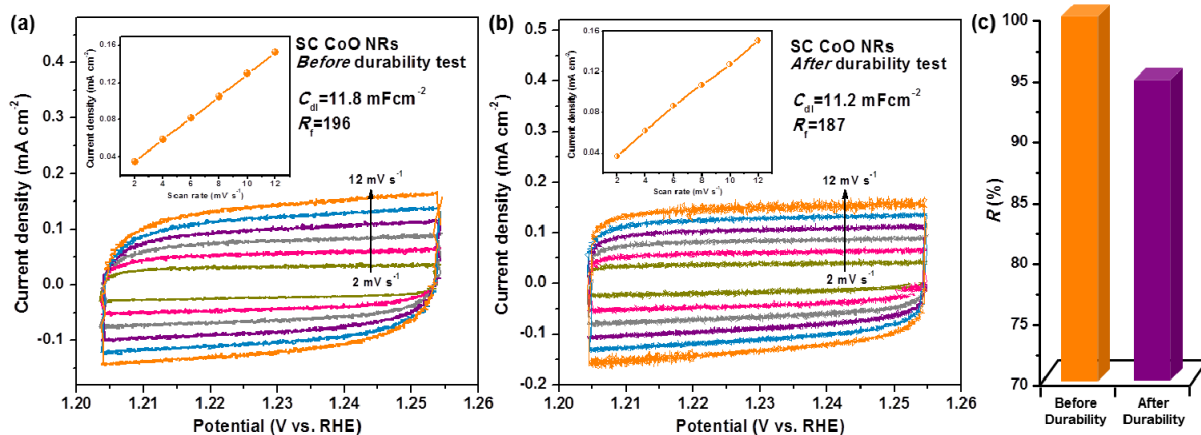 (a)
SC CoO NRs
Before durability test
Cdl=11.8 mFcm-2
Rf=196
Current density (mA cm-2)
0.16
0.12
0.08
0.04
2 4 6 8 10 12
Scan rate (mV s-1)
12 mV s-1
2 mV s-1
Current density (mA cm-2)
0.4
0.3
0.2
0.1
0.0
-0.1
1.20 1.21 1.22 1.23 1.24 1.25 1.26
Potential (V vs. RHE)
(b)
SC CoO NRs
After durability test
Cdl=11.2 mFcm-2
Rf=187
Current density (mA cm-2)
0.16
0.12
0.08
0.04
2 4 6 8 10 12
Scan rate (mV s-1)
12 mV s-1
2 mV s-1
Current density (mA cm-2)
0.5
0.4
0.3
0.2
0.1
0.0
-0.1
-0.2
1.20 1.21 1.22 1.23 1.24 1.25 1.26
Potential (V vs. RHE)
(c)
R (%)
100
95
90
85
80
75
70
Before
Durability
After
Durability